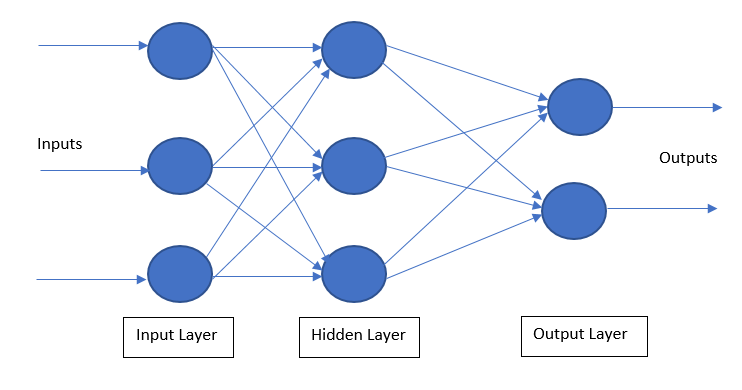 Inputs
Outputs
Input Layer
Hidden Layer
Output Layer